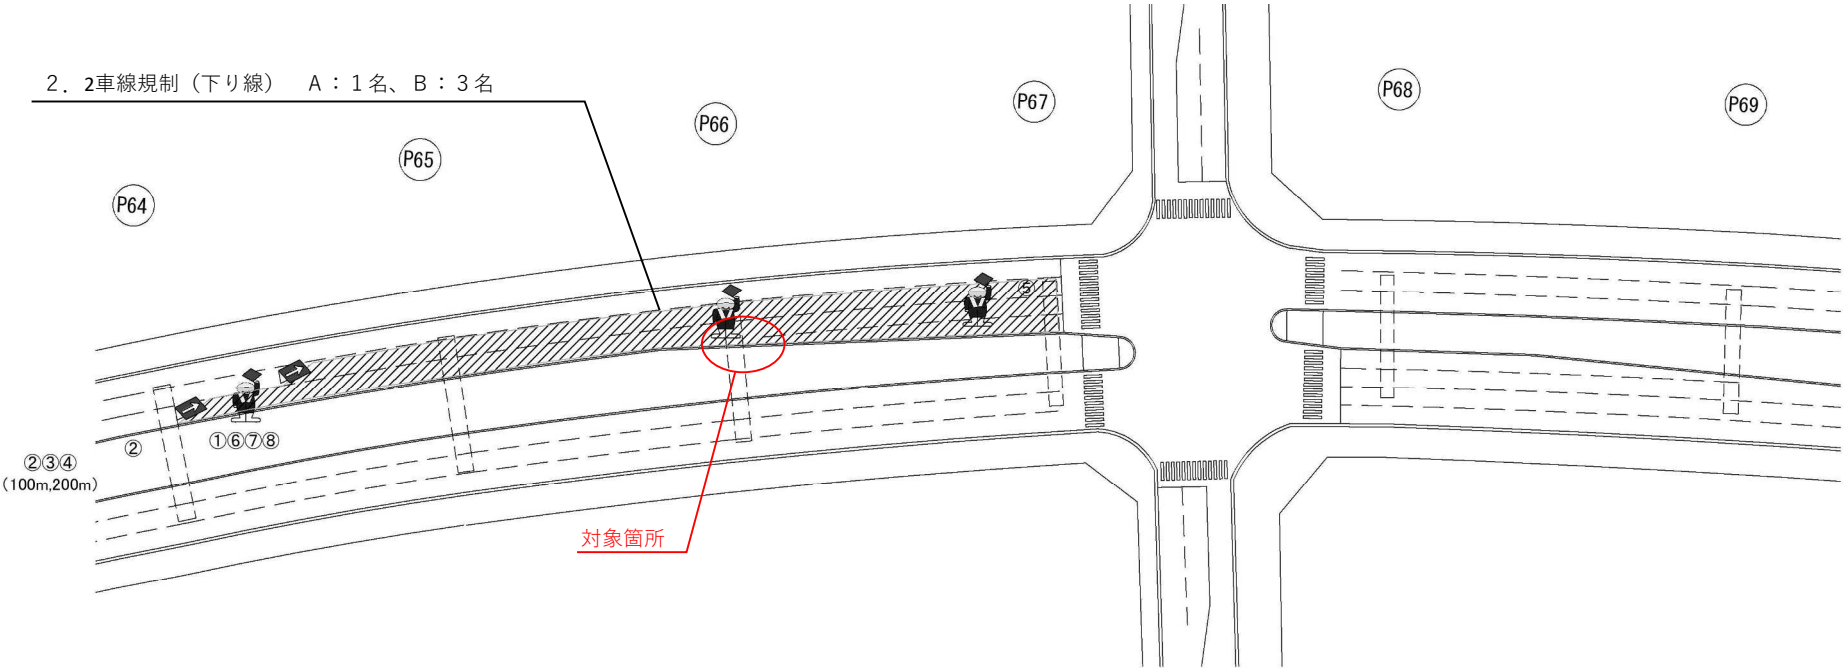 2．2車線規制（下り線）　A：1名、B：3名
P64
P65
P66
P67
P68
P69
⑤
②
①⑥⑦⑧
②③④
(100m,200m)
対象箇所